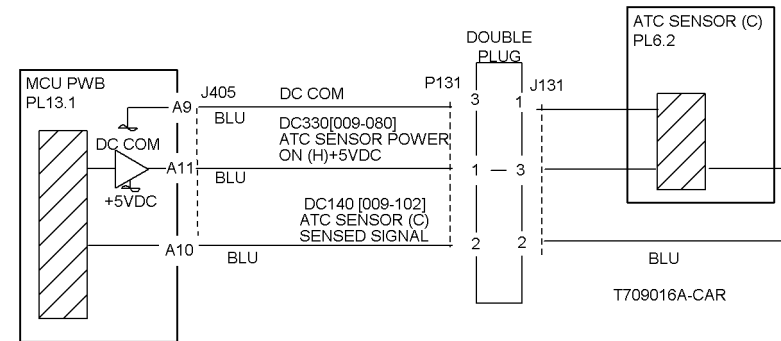 ATC SENSOR (C)
PL6.2
DOUBLE
PLUG
MCU PWB
PL13.1
J405
DC COM
P131
J131
A9
BLU
3
1
DC330[009-080]
ATC SENSOR POWER
ON (H)+5VDC
DC COM
A11
BLU
1
3
+5VDC
DC140 [009-102]
ATC SENSOR (C)
SENSED SIGNAL
A10
BLU
2
2
BLU
T709016A-CAR